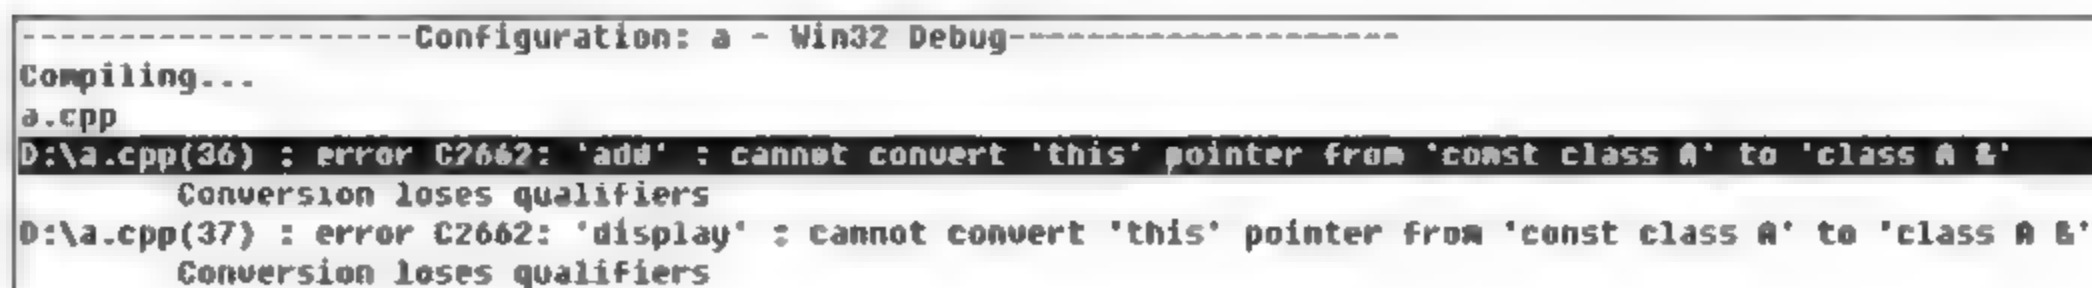 --------------------Configuration: a - Win32 Debug--------------------
Compiling...
a.cpp
D:\a.cpp(36) : error C2662: 'add' : cannot convert 'this' pointer from 'const class A' to 'class A &'
Conversion loses qualifiers
D:\a.cpp(37) : error C2662: 'display' : cannot convert 'this' pointer from 'const class A' to 'class A &'
Conversion loses qualifiers